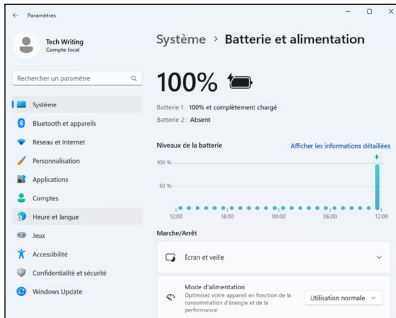 Paramètres
Tech Writing
Compte local
Rechercher un paramètre
Système
Bluetooth et appareils
Réseau et Internet
Personnalisation
Applications
Comptes
Heure et langue
Jeux
Accessibilité
Confidentialité et sécurité
Windows Update
Système > Batterie et alimentation
100%
Batterie 1 : 100% et complètement chargé
Batterie 2 : Absent
Niveaux de la batterie
Afficher les informations détaillées
100 %
50 %
12:00 18:00 00:00 06:00 12:00
Marche/Arrêt
Écran et veille
Mode d'alimentation
Optimisez votre appareil en fonction de la
consommation d'énergie et de la
performance
Utilisation normale